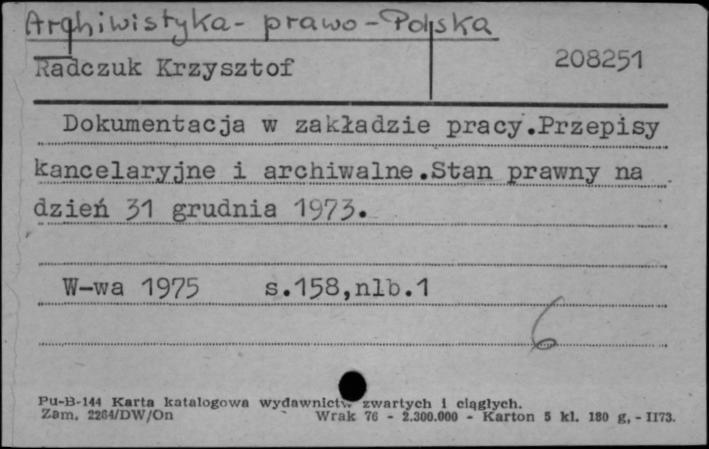 Archiwistyka - prawo - Polska
Radczuk Krzysztof 208251
Dokumentacja w zakładzie pracy.Przepisy
kancelaryjne i archiwalne.Stan prawny na
dzień 31 grudnia 1973.
W-wa 1975 s.158,nlb.1
6
Pu-B-144 Karta katalogowa wydawnictw zwartych i ciągłych.
Zam. 2264/DW/On Wrak 76 - 2.300.000 - Karton 5 kl. 180 g. - II73.